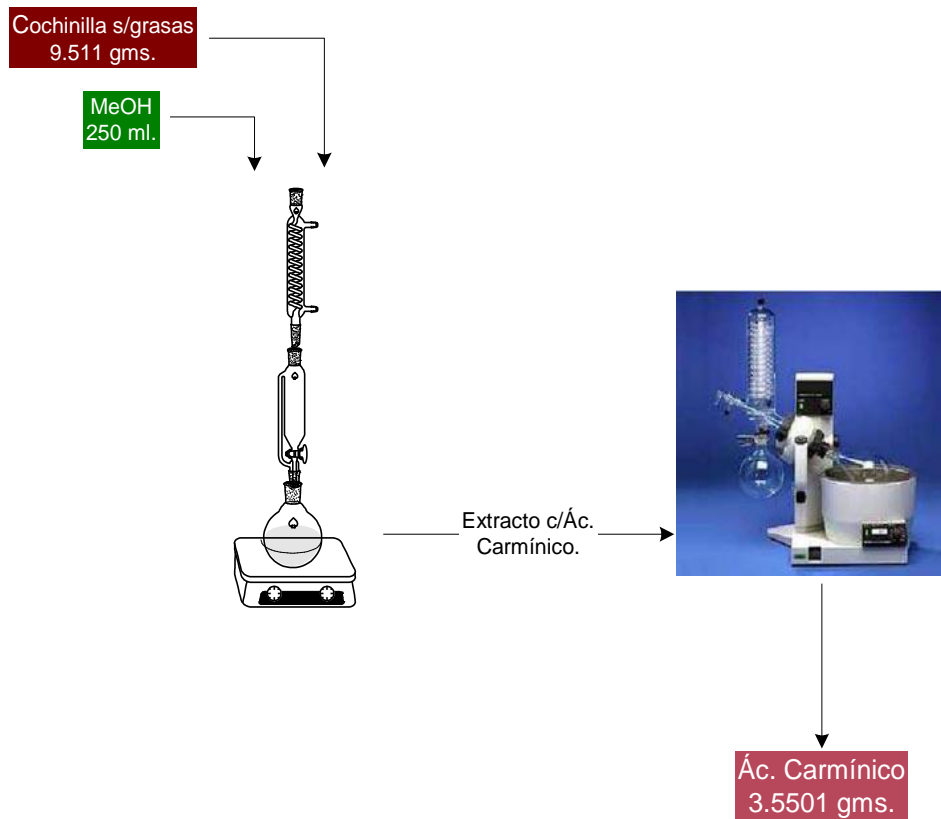 Cochinilla s/grasas
9.511 gms.
MeOH
250 ml.
Extracto c/Ác.
Carmínico.
Ác. Carmínico
3.5501 gms.